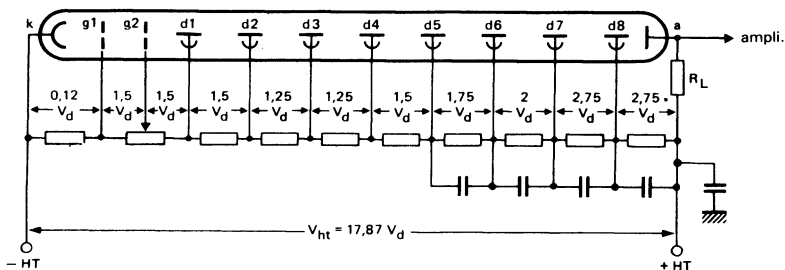 k g1 g2 d1 d2 d3 d4 d5 d6 d7 d8 a
ampli.
R_L
0,12 V_d 1,5 V_d 1,5 V_d 1,5 V_d 1,25 V_d 1,25 V_d 1,5 V_d 1,75 V_d 2 V_d 2,75 V_d 2,75 V_d
V_ht = 17,87 V_d
– HT + HT